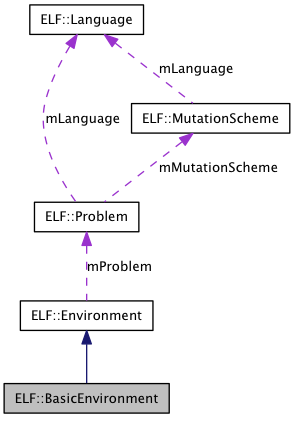 ELF::Language
mLanguage
ELF::MutationScheme
mLanguage
mMutationScheme
ELF::Problem
mProblem
ELF::Environment
ELF::BasicEnvironment